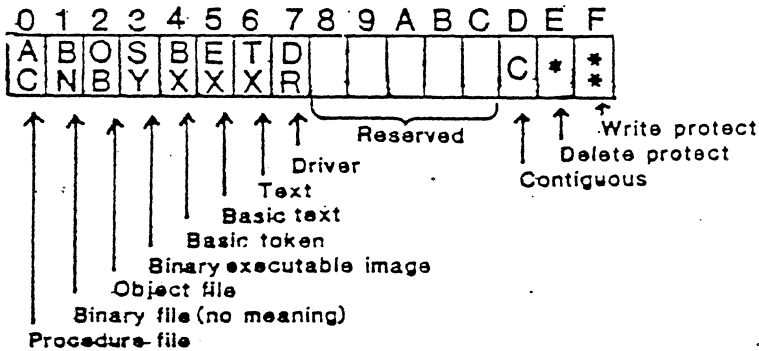 0 1 2 3 4 5 6 7 8 9 A B C D E F
A B O S B E T D
C N B Y X X X R
C * **
Reserved
Write protect
Driver
Delete protect
Contiguous
Text
Basic text
Basic token
Binary executable image
Object file
Binary file (no meaning)
Procedure file